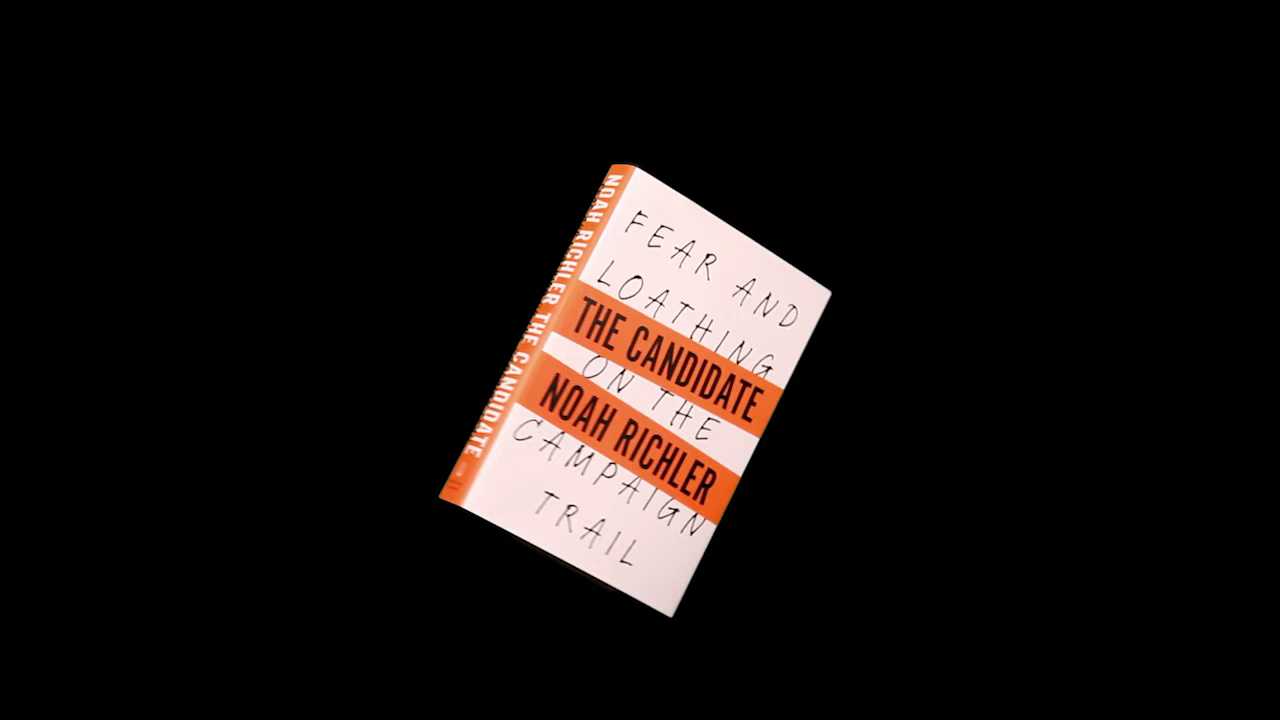 NOAH RICHLER THE CANDIDATE
FEAR AND
LOATHING
THE CANDIDATE
ON THE
NOAH RICHLER
CAMPAIGN
TRAIL